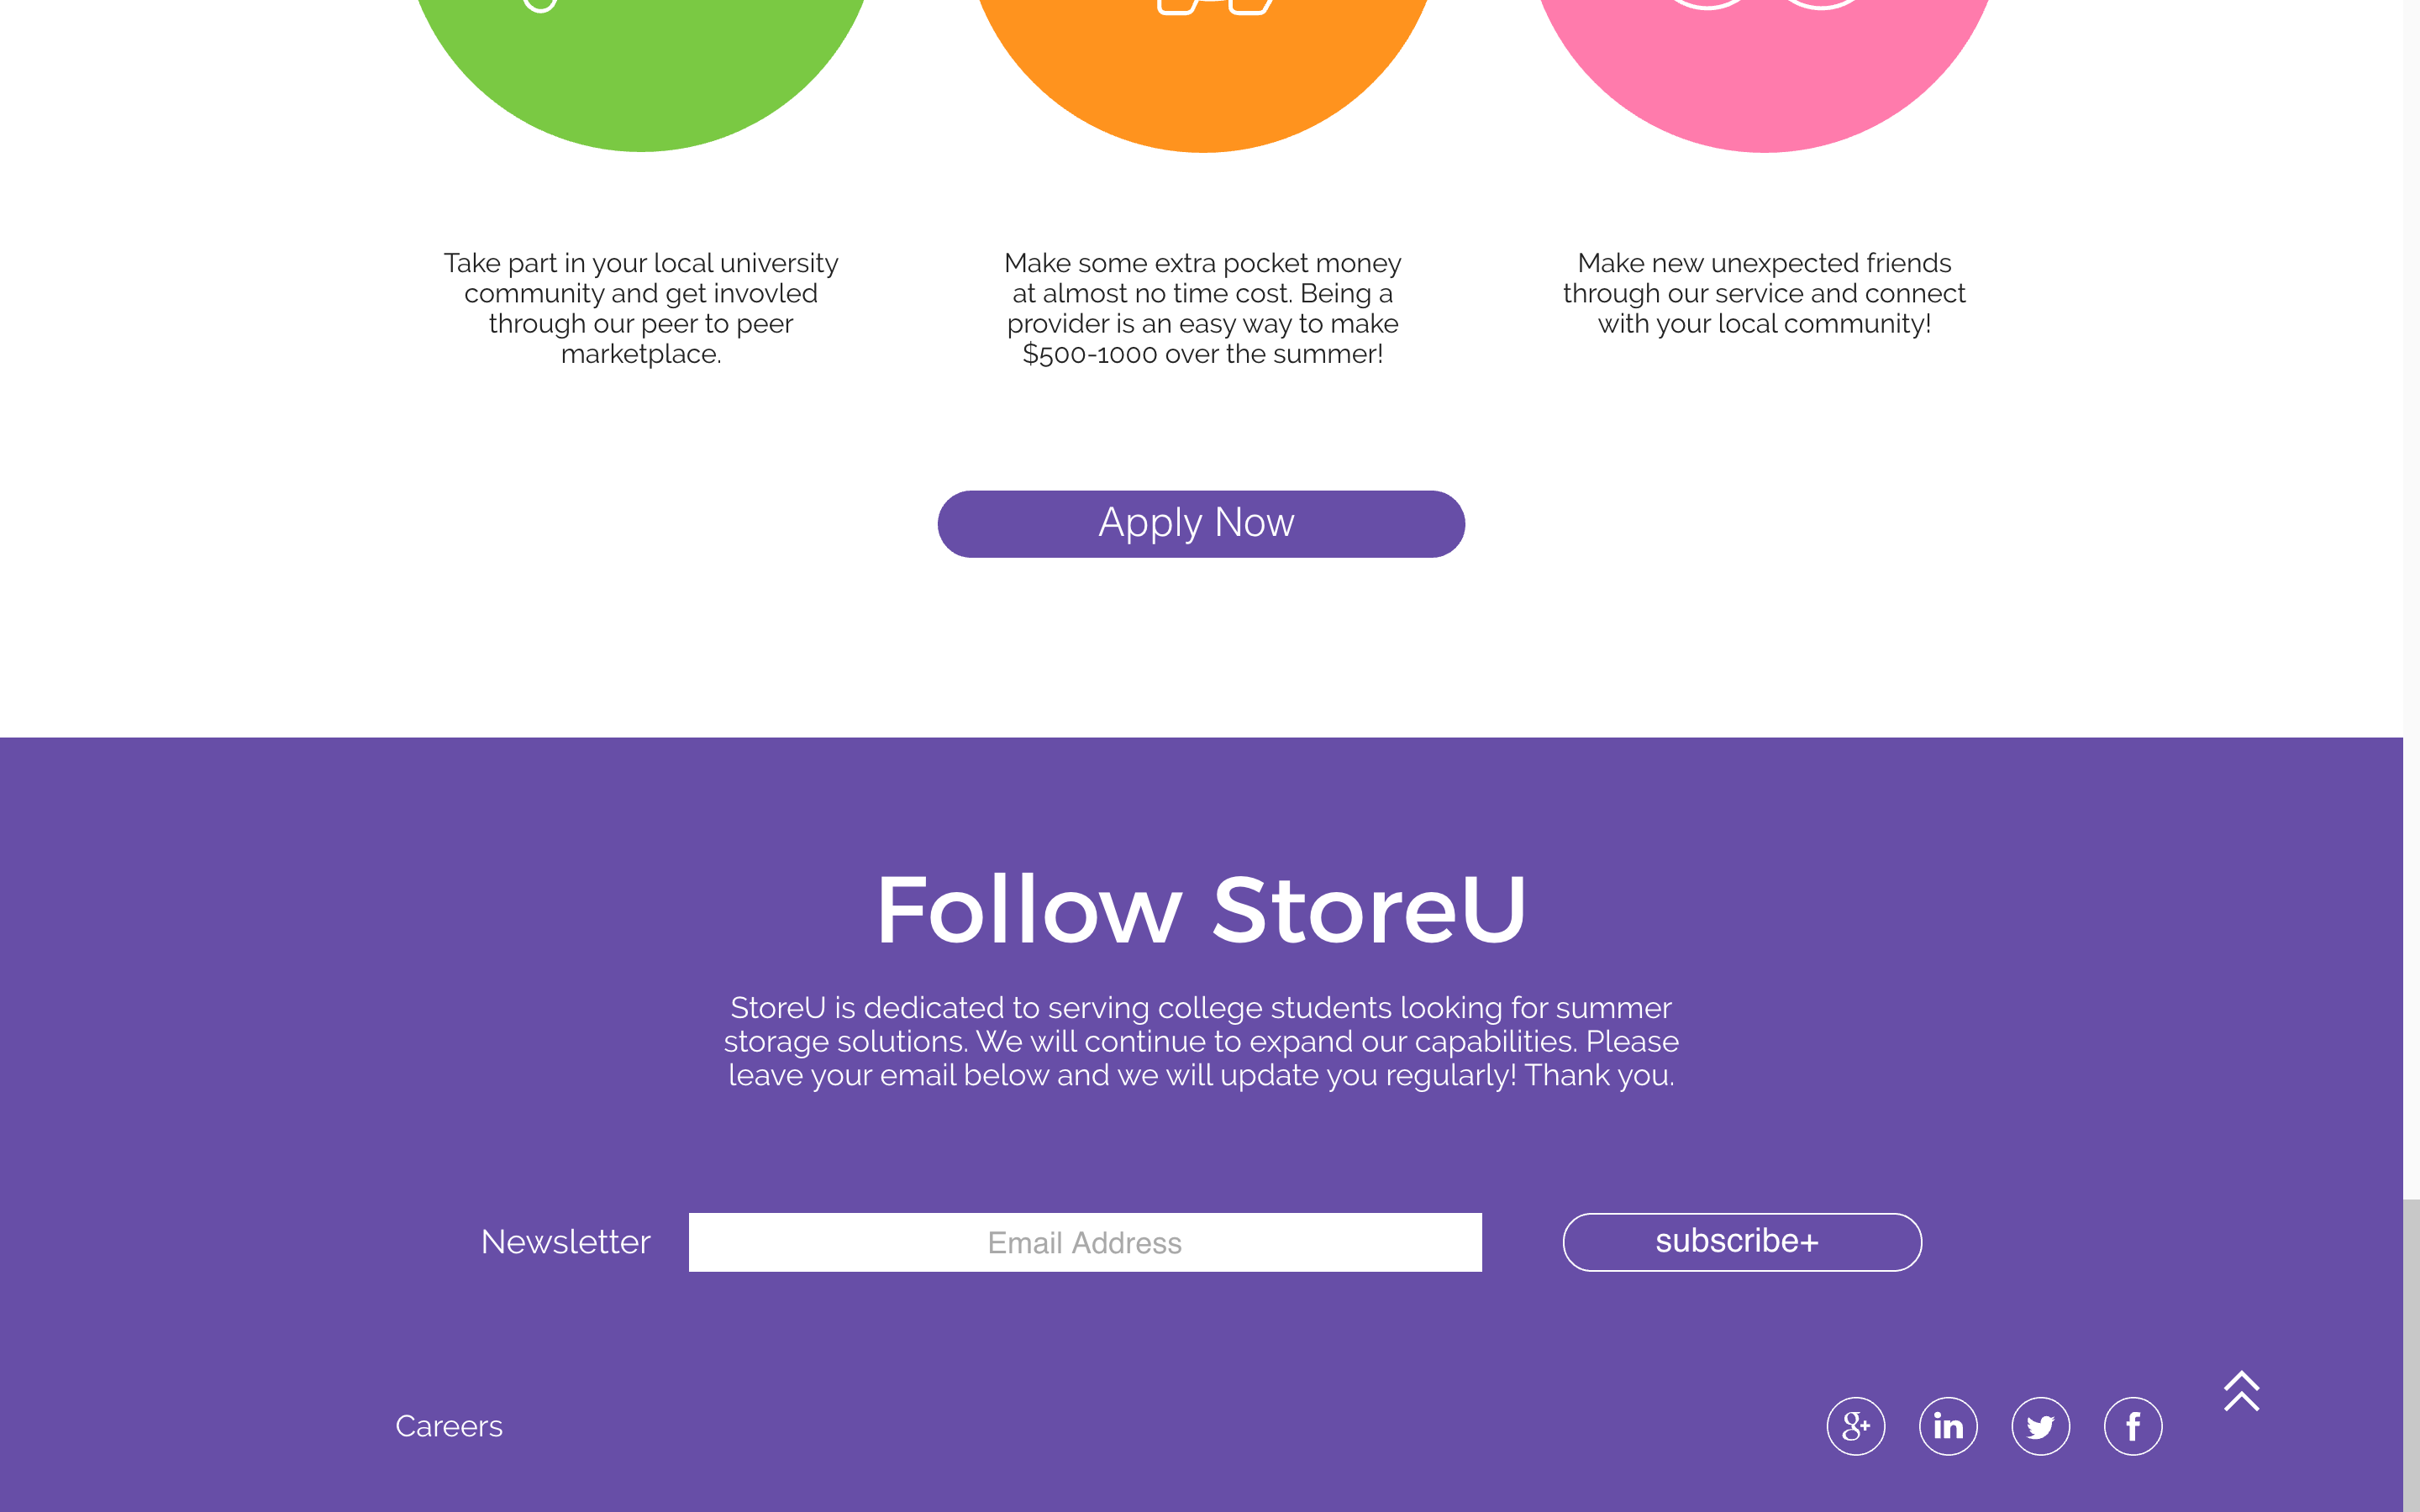 Take part in your local university
community and get invovled
through our peer to peer
marketplace.
Make some extra pocket money
at almost no time cost. Being a
provider is an easy way to make
$500-1000 over the summer!
Make new unexpected friends
through our service and connect
with your local community!
Apply Now
Follow StoreU
StoreU is dedicated to serving college students looking for summer
storage solutions. We will continue to expand our capabilities. Please
leave your email below and we will update you regularly! Thank you.
Newsletter
Email Address
subscribe+
Careers
g+
in
f